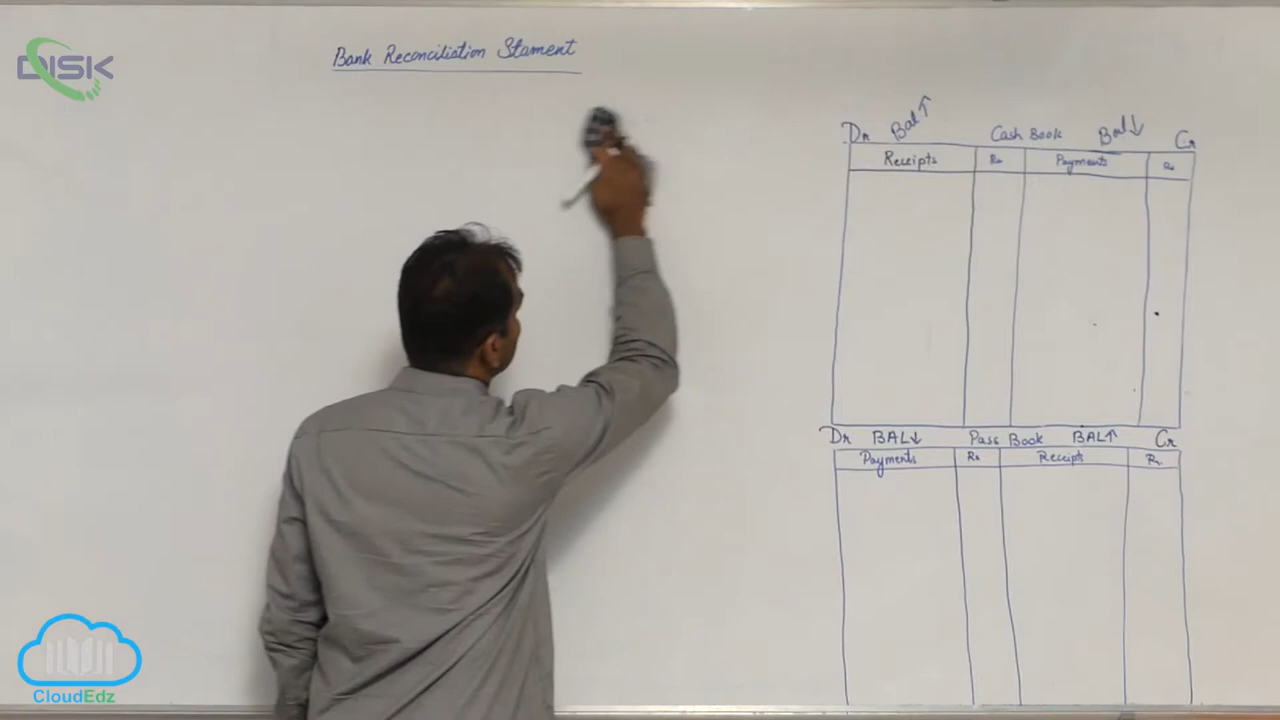 DISK
Bank Reconciliation Stament
Dr Bal↑ Cash Book Bal↓ Cr
Receipts Rs Payments Rs
Dr BAL↓ Pass Book BAL↑ Cr
Payments Rs Receipts Rs
CloudEdz